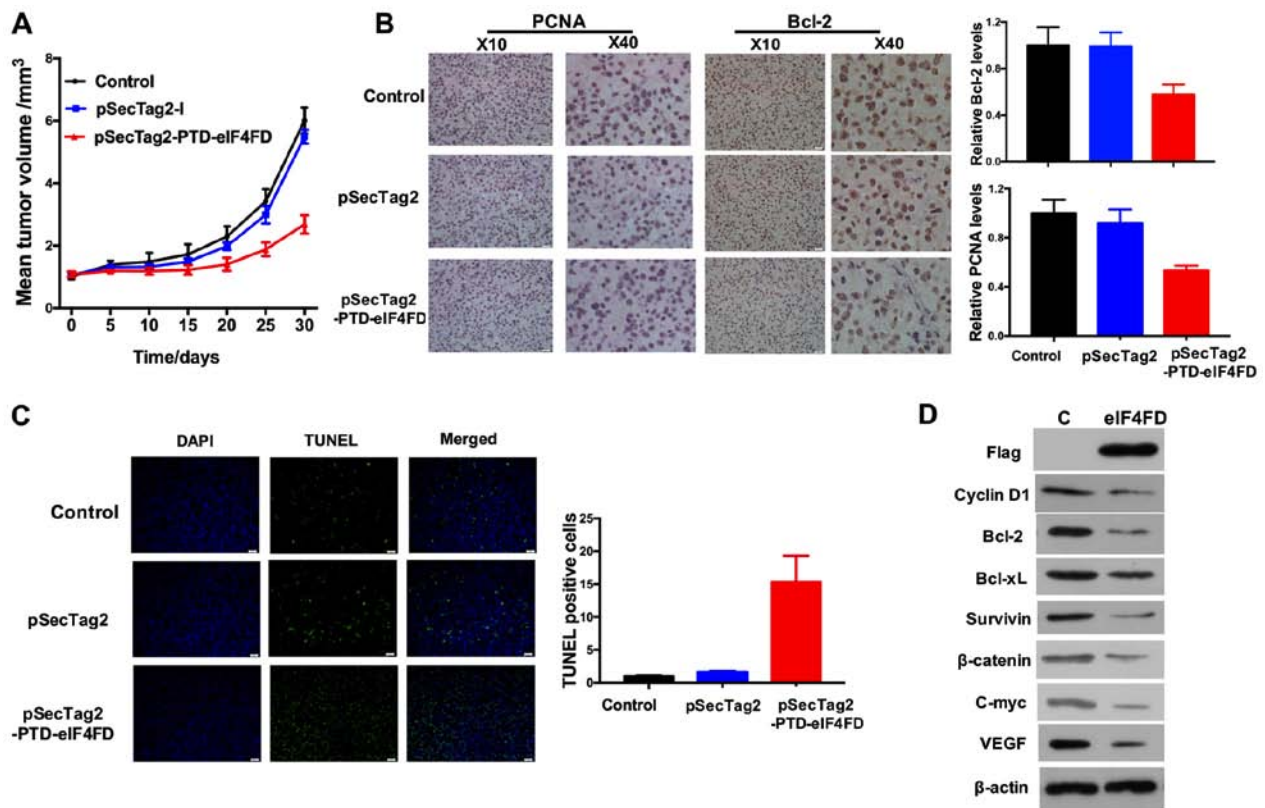 A
Mean tumor volume /mm3
8
6
4
2
0
Control
pSecTag2-I
pSecTag2-PTD-eIF4FD
0 5 10 15 20 25 30
Time/days
B
PCNA Bcl-2
X10 X40 X10 X40
Control
pSecTag2
pSecTag2
-PTD-eIF4FD
Relative Bcl-2 levels
1.2
0.8
0.4
0.0
Relative PCNA levels
1.2
0.8
0.4
0.0
Control pSecTag2 pSecTag2
-PTD-eIF4FD
C
DAPI TUNEL Merged
Control
pSecTag2
pSecTag2
-PTD-eIF4FD
TUNEL positive cells
25
20
15
10
5
0
Control pSecTag2 pSecTag2
-PTD-eIF4FD
D
C eIF4FD
Flag
Cyclin D1
Bcl-2
Bcl-xL
Survivin
β-catenin
C-myc
VEGF
β-actin